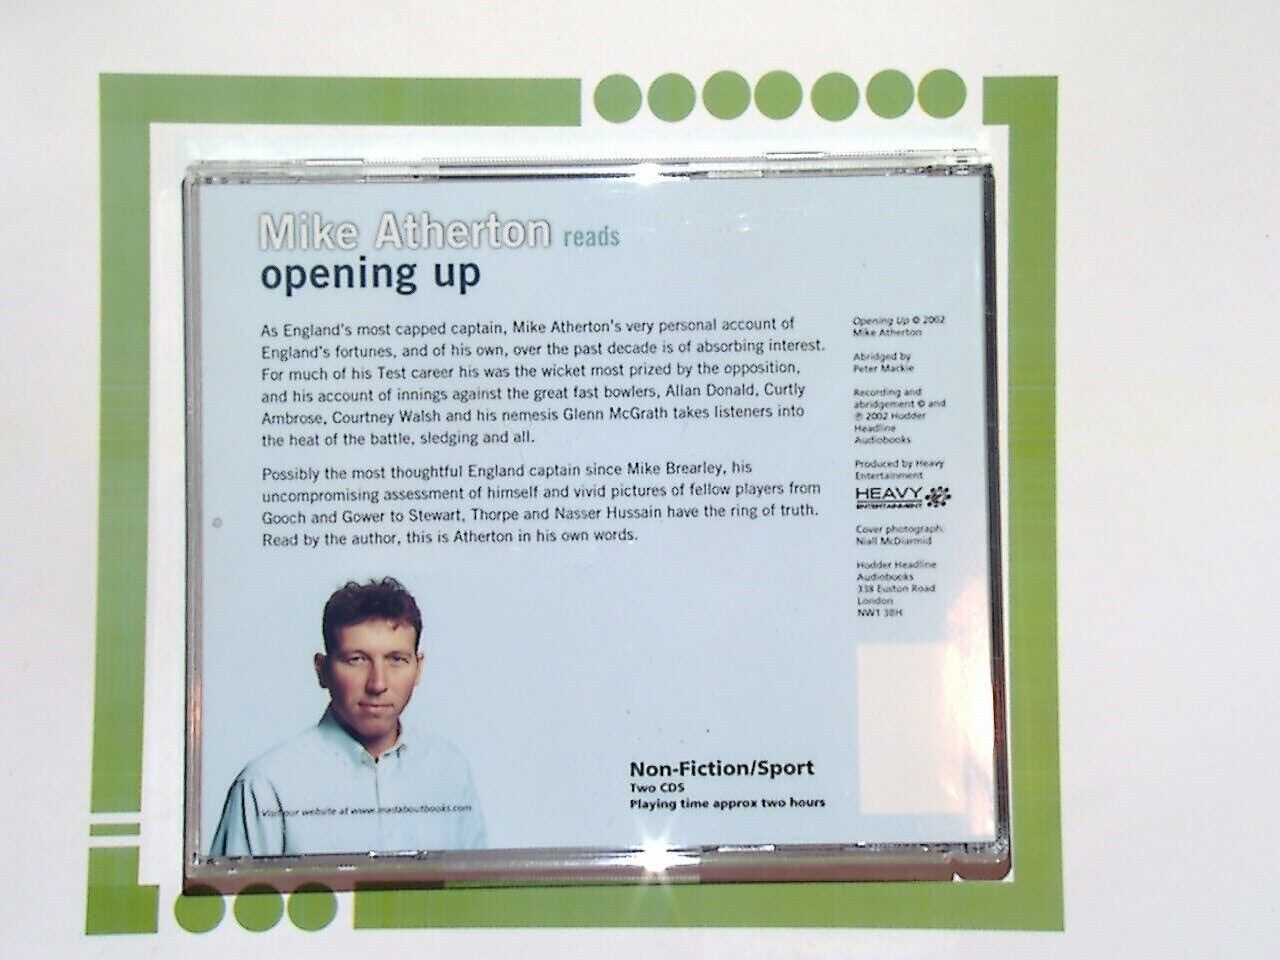 Mike Atherton reads
opening up
As England's most capped captain, Mike Atherton's very personal account of
England's fortunes, and of his own, over the past decade is of absorbing interest.
For much of his Test career his was the wicket most prized by the opposition,
and his account of innings against the great fast bowlers, Allan Donald, Curtly
Ambrose, Courtney Walsh and his nemesis Glenn McGrath takes listeners into
the heat of the battle, sledging and all.
Possibly the most thoughtful England captain since Mike Brearley, his
uncompromising assessment of himself and vivid pictures of fellow players from
Gooch and Gower to Stewart, Thorpe and Nasser Hussain have the ring of truth.
Read by the author, this is Atherton in his own words.
Visit our website at www.madaboutbooks.com
Non-Fiction/Sport
Two CDS
Playing time approx two hours
Opening Up © 2002
Mike Atherton
Abridged by
Peter Mackie
Recording and
abridgement © and
℗ 2002 Hodder
Headline
Audiobooks
Produced by Heavy
Entertainment
HEAVY
ENTERTAINMENT
Cover photograph:
Niall McDiarmid
Hodder Headline
Audiobooks
338 Euston Road
London
NW1 3BH